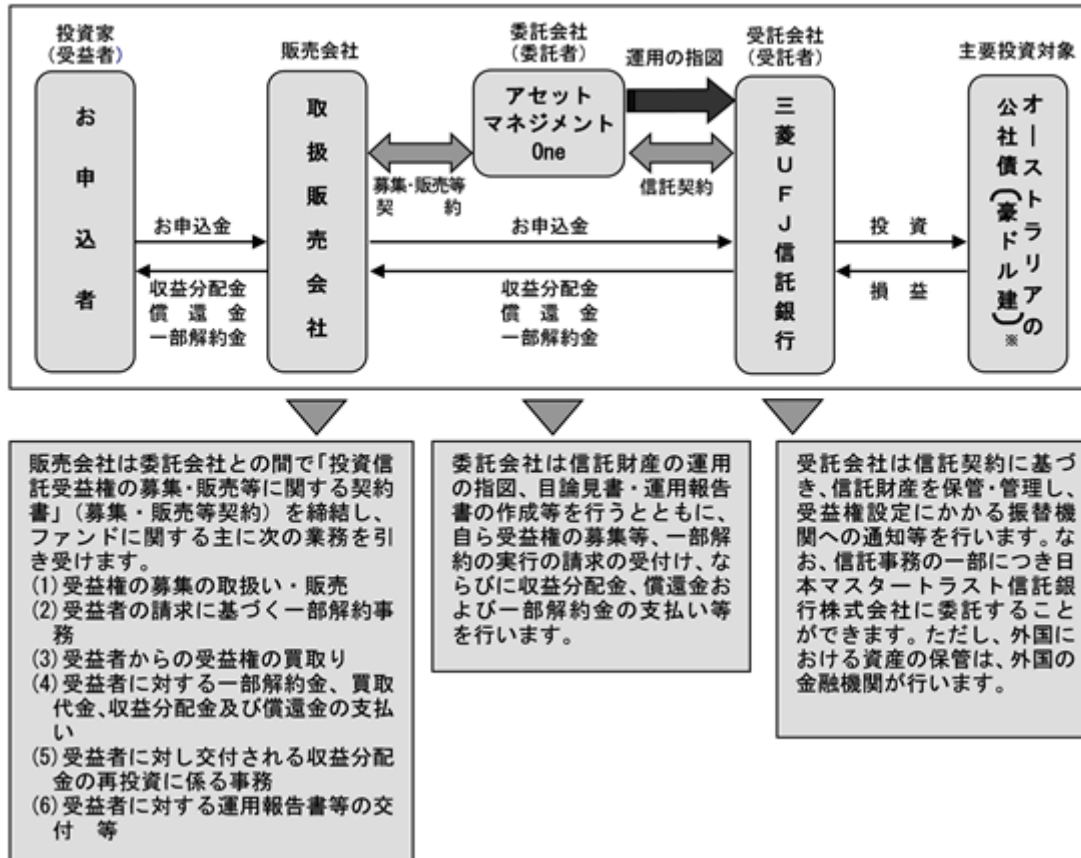 投資家
(受益者)
お申込者
販売会社
取扱販売会社
委託会社
(委託者)
アセット
マネジメント
One
運用の指図
受託会社
(受託者)
三菱UFJ信託銀行
主要投資対象
オーストラリアの
公社債(豪ドル建)※
募集・販売等
契約
信託契約
お申込金
収益分配金
償還金
一部解約金
お申込金
収益分配金
償還金
一部解約金
投資
損益
販売会社は委託会社との間で「投資信
託受益権の募集・販売等に関する契約
書」(募集・販売等契約)を締結し、
ファンドに関する主に次の業務を引
き受けます。
(1)受益権の募集の取扱い・販売
(2)受益者の請求に基づく一部解約事
務
(3)受益者からの受益権の買取り
(4)受益者に対する一部解約金、買取
代金、収益分配金及び償還金の支払
い
(5)受益者に対し交付される収益分配
金の再投資に係る事務
(6)受益者に対する運用報告書等の交
付 等
委託会社は信託財産の運用
の指図、目論見書・運用報告
書の作成等を行うとともに、
自ら受益権の募集等、一部解
約の実行の請求の受付け、な
らびに収益分配金、償還金お
よび一部解約金の支払い等
を行います。
受託会社は信託契約に基づ
き、信託財産を保管・管理し、
受益権設定にかかる振替機
関への通知等を行います。な
お、信託事務の一部につき日
本マスタートラスト信託銀
行株式会社に委託すること
ができます。ただし、外国に
おける資産の保管は、外国の
金融機関が行います。